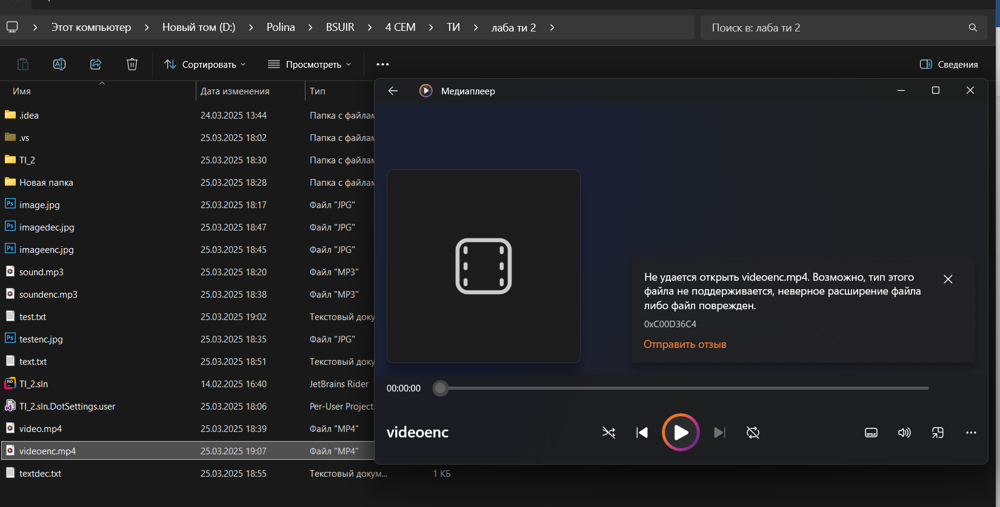 Этот компьютер > Новый том (D:) > Polina > BSUIR > 4 СЕМ > ТИ > лаба ти 2 >
Поиск в: лаба ти 2
Сортировать
Просмотреть
Сведения
Имя
Дата изменения
Тип
.idea 24.03.2025 13:44 Папка с файлам
.vs 25.03.2025 18:02 Папка с файлам
TI_2 25.03.2025 18:30 Папка с файлам
Новая папка 25.03.2025 18:28 Папка с файлам
Ps image.jpg 25.03.2025 18:17 Файл "JPG"
Ps imagedec.jpg 25.03.2025 18:47 Файл "JPG"
Ps imageenc.jpg 25.03.2025 18:45 Файл "JPG"
sound.mp3 25.03.2025 18:20 Файл "MP3"
soundenc.mp3 25.03.2025 18:38 Файл "MP3"
test.txt 25.03.2025 19:02 Текстовый доку
Ps testenc.jpg 25.03.2025 18:35 Файл "JPG"
text.txt 25.03.2025 18:51 Текстовый доку
RD TI_2.sln 14.02.2025 16:40 JetBrains Rider
TI_2.sln.DotSettings.user 25.03.2025 18:06 Per-User Project
video.mp4 25.03.2025 18:39 Файл "MP4"
videoenc.mp4 25.03.2025 19:07 Файл "MP4"
textdec.txt 25.03.2025 18:55 Текстовый докум... 1 КБ
Медиаплеер
Не удается открыть videoenc.mp4. Возможно, тип этого
файла не поддерживается, неверное расширение файла
либо файл поврежден.
0xC00D36C4
Отправить отзыв
00:00:00
videoenc